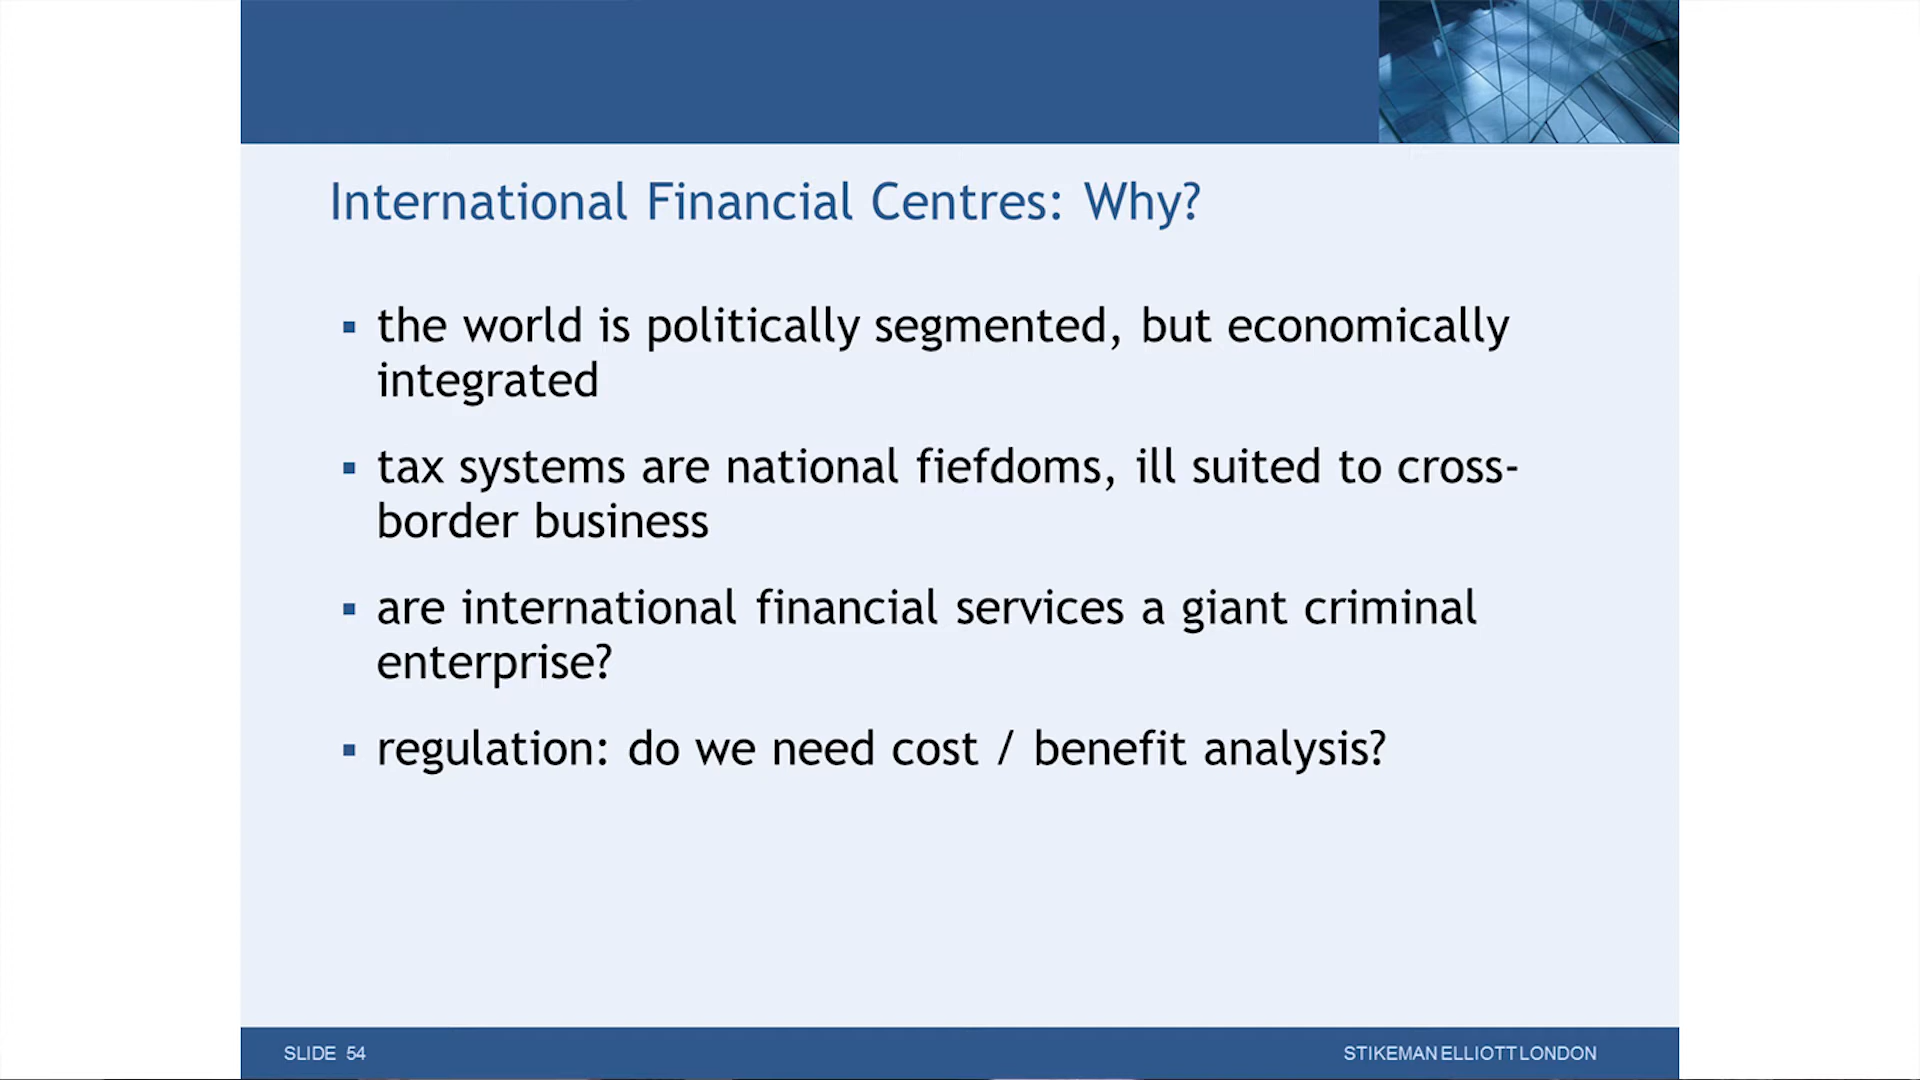 International Financial Centres: Why?
▪ the world is politically segmented, but economically
integrated
▪ tax systems are national fiefdoms, ill suited to cross-
border business
▪ are international financial services a giant criminal
enterprise?
▪ regulation: do we need cost / benefit analysis?
SLIDE 54
STIKEMAN ELLIOTT LONDON